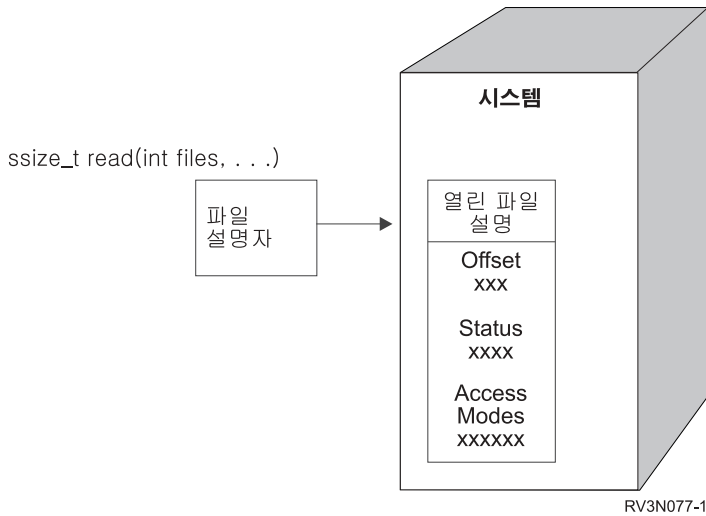 시스템
ssize_t read(int files, . . .)
파일
설명자
열린 파일
설명
Offset
xxx
Status
xxxx
Access
Modes
xxxxxx
RV3N077-1